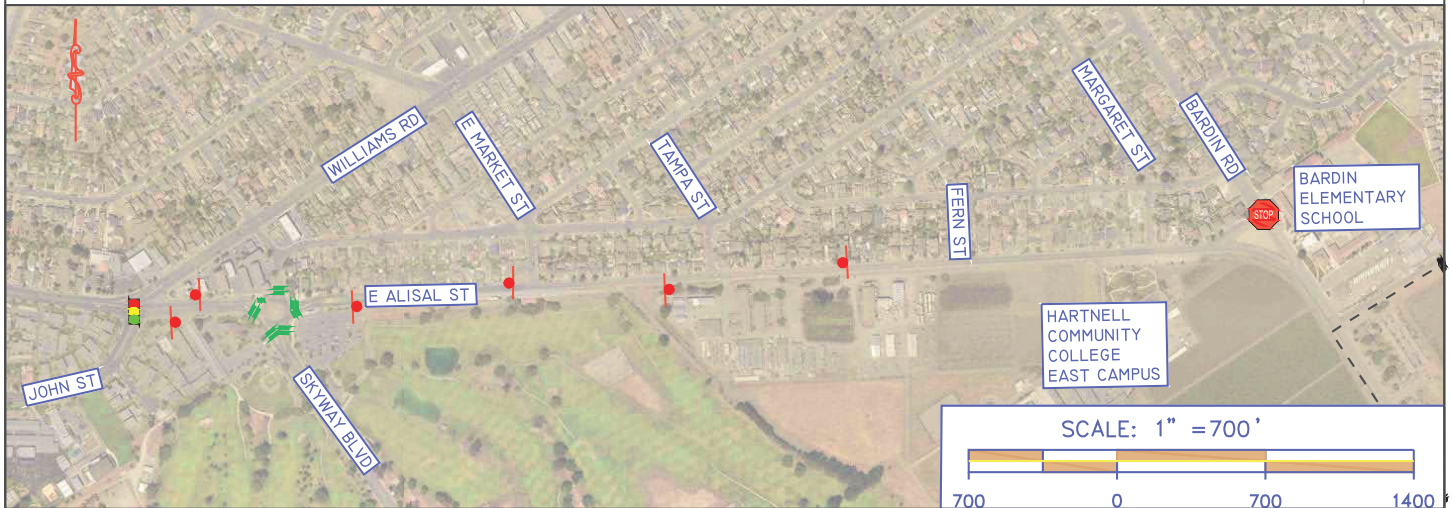 WILLIAMS RD
E MARKET ST
TAMPA ST
MARGARET ST
BARDIN RD
FERN ST
STOP
BARDIN
ELEMENTARY
SCHOOL
E ALISAL ST
JOHN ST
SKYWAY BLVD
HARTNELL
COMMUNITY
COLLEGE
EAST CAMPUS
SCALE: 1" =700'
700 0 700 1400